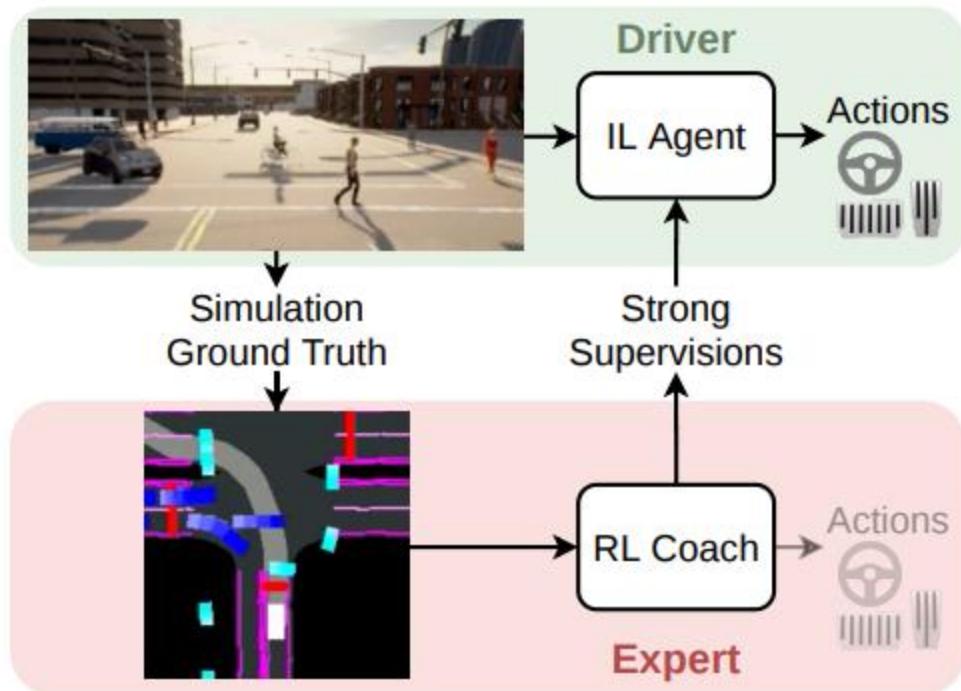 Driver
IL Agent
Actions
Simulation
Ground Truth
Strong
Supervisions
RL Coach
Actions
Expert